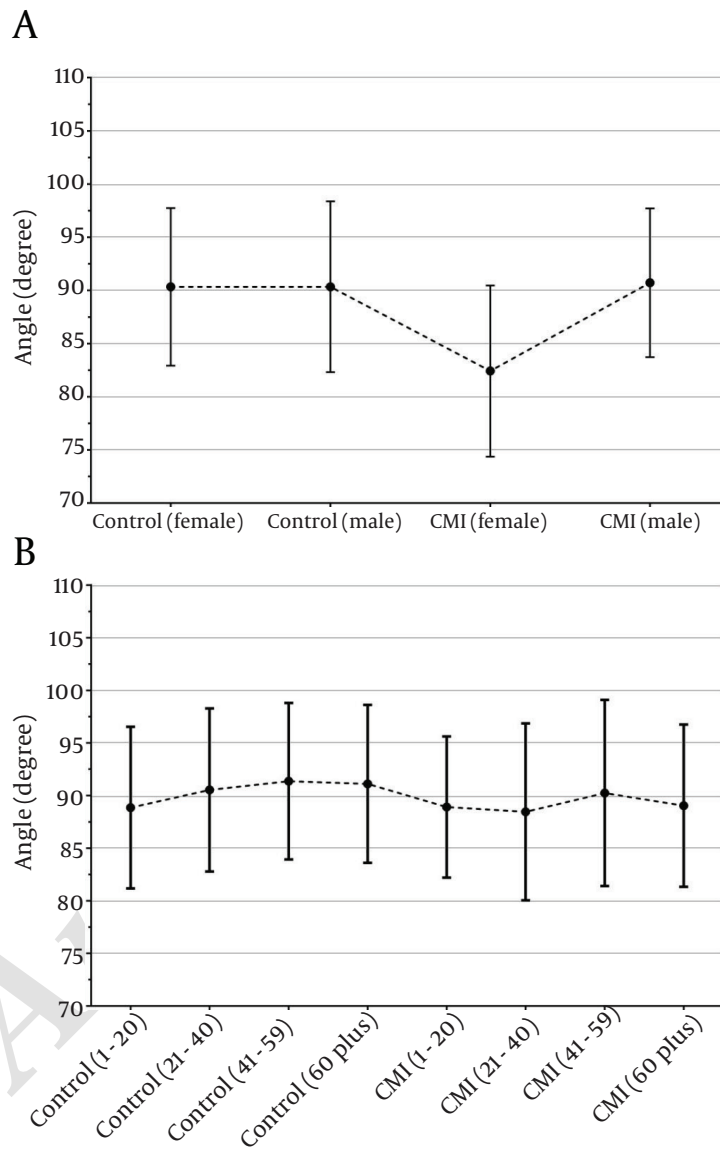 A
110
105
100
95
90
85
80
75
70
Angle (degree)
Control (female) Control (male) CMI (female) CMI (male)
B
110
105
100
95
90
85
80
75
70
Angle (degree)
Control (1-20)
Control (21-40)
Control (41-59)
Control (60 plus)
CMI (1-20)
CMI (21-40)
CMI (41-59)
CMI (60 plus)
A